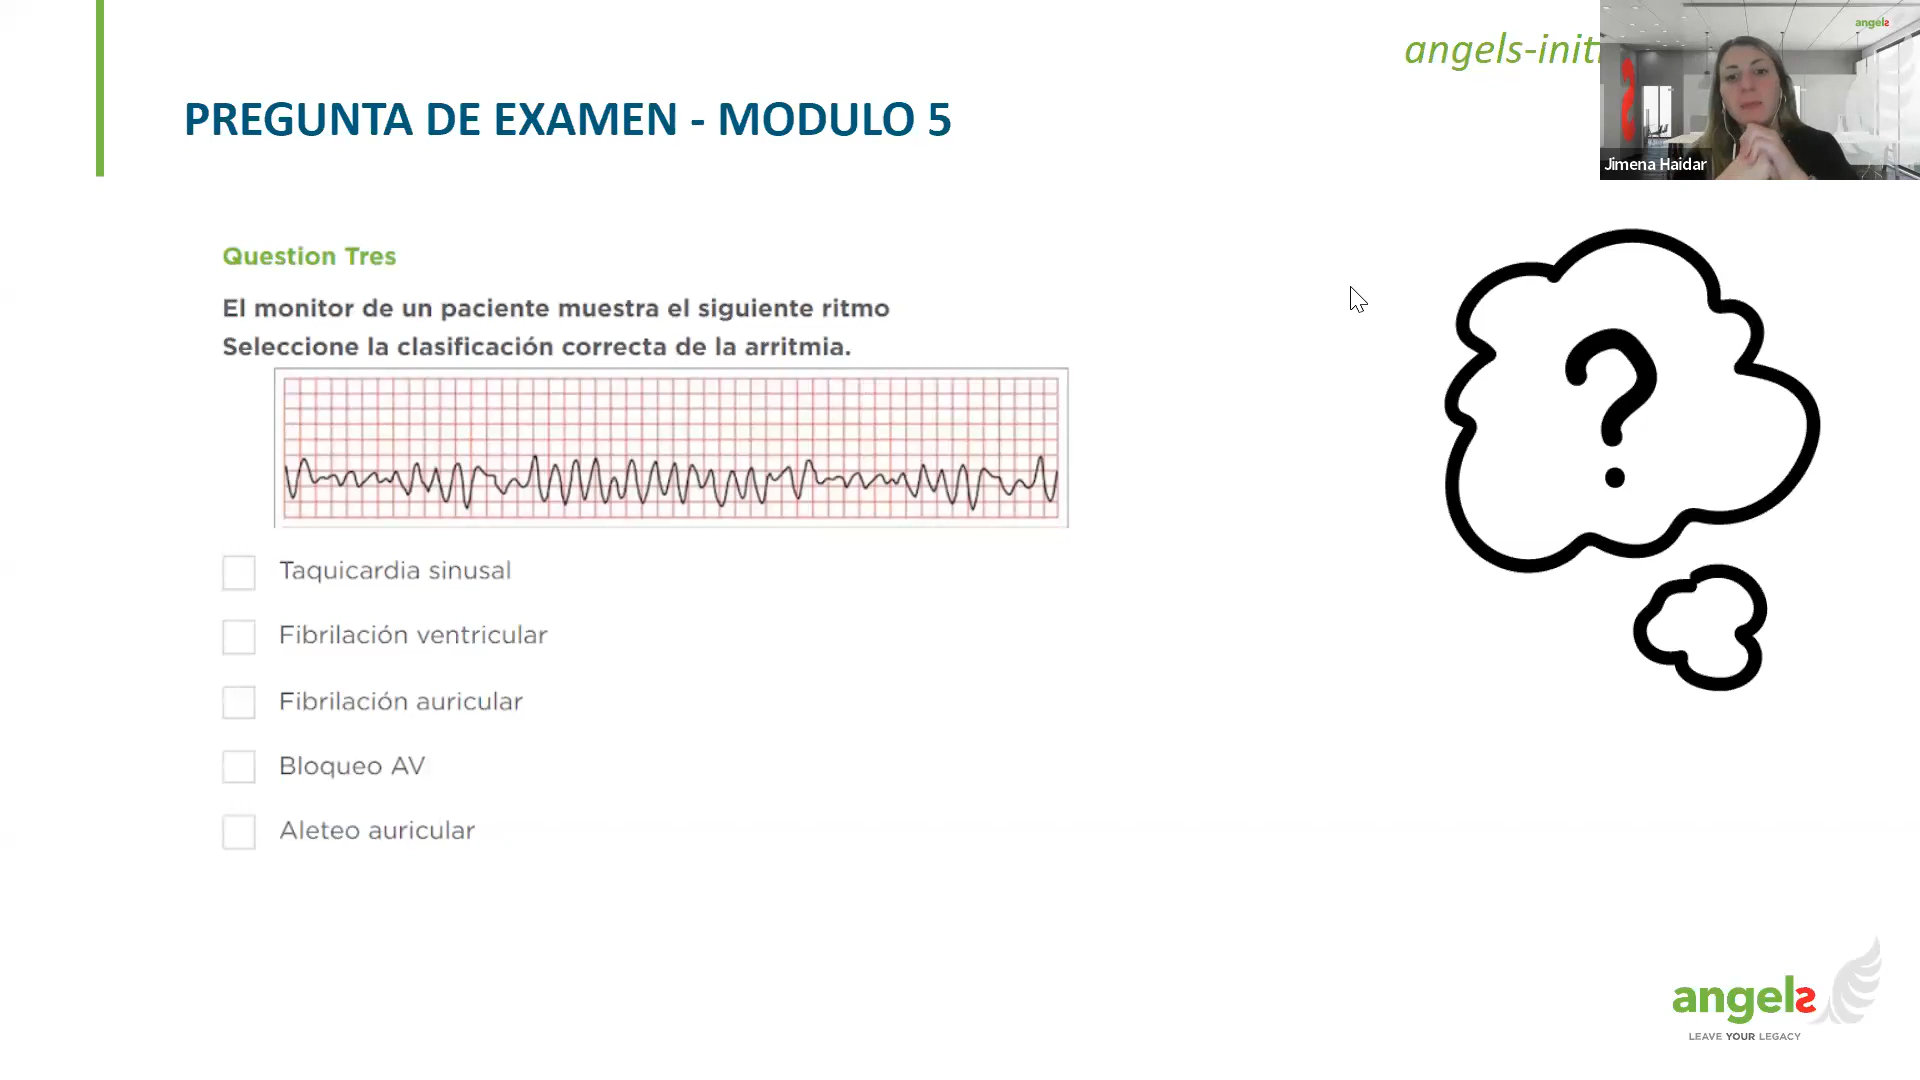 angels-init
angels
PREGUNTA DE EXAMEN - MODULO 5
Jimena Haidar
Question Tres
El monitor de un paciente muestra el siguiente ritmo
Seleccione la clasificación correcta de la arritmia.
?
Taquicardia sinusal
Fibrilación ventricular
Fibrilación auricular
Bloqueo AV
Aleteo auricular
angels
LEAVE YOUR LEGACY